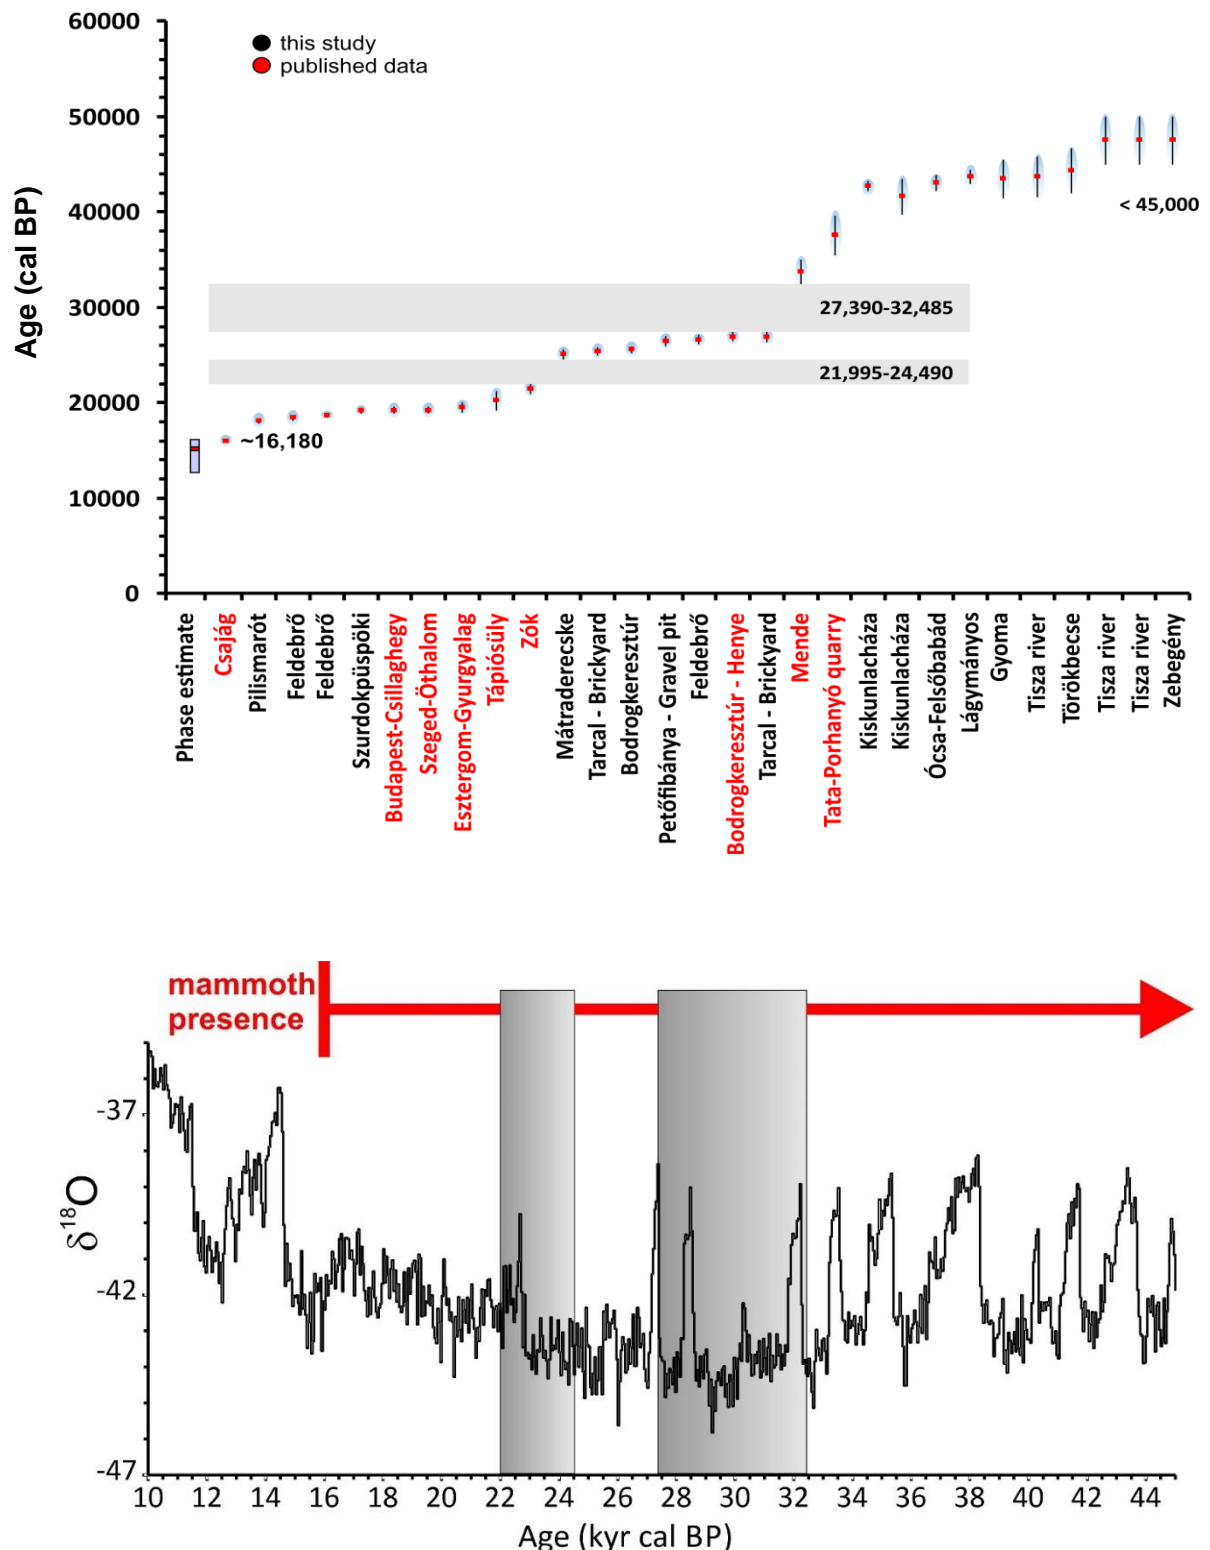 60000
this study
published data
50000
40000
< 45,000
30000
27,390-32,485
21,995-24,490
20000
~16,180
10000
0
Age (cal BP)
Phase estimate
Csajág
Pilismarót
Feldebrő
Feldebrő
Szurdokpüspöki
Budapest-Csillaghegy
Szeged-Öthalom
Esztergom-Gyurgyalag
Tápiósüly
Zók
Mátraderecske
Tarcal - Brickyard
Bodrogkeresztúr
Petőfibánya - Gravel pit
Feldebrő
Bodrogkeresztúr - Henye
Tarcal - Brickyard
Mende
Tata-Porhanyó quarry
Kiskunlacháza
Kiskunlacháza
Ócsa-Felsőbabád
Lágymányos
Gyoma
Tisza river
Törökbecse
Tisza river
Tisza river
Zebegény
mammoth
presence
-37
-42
-47
δ18O
10 12 14 16 18 20 22 24 26 28 30 32 34 36 38 40 42 44
Age (kyr cal BP)